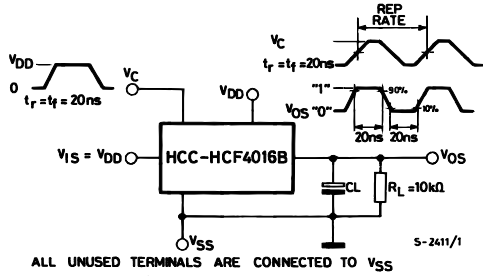 REP
RATE
VC
tr = tf = 20ns
VDD
0
tr = tf = 20ns
VC
VDD
"1"
90%
VOS "0"
10%
20ns 20ns
VIS = VDD
HCC-HCF4016B
VOS
CL
RL = 10kΩ
VSS
S-2411/1
ALL UNUSED TERMINALS ARE CONNECTED TO VSS